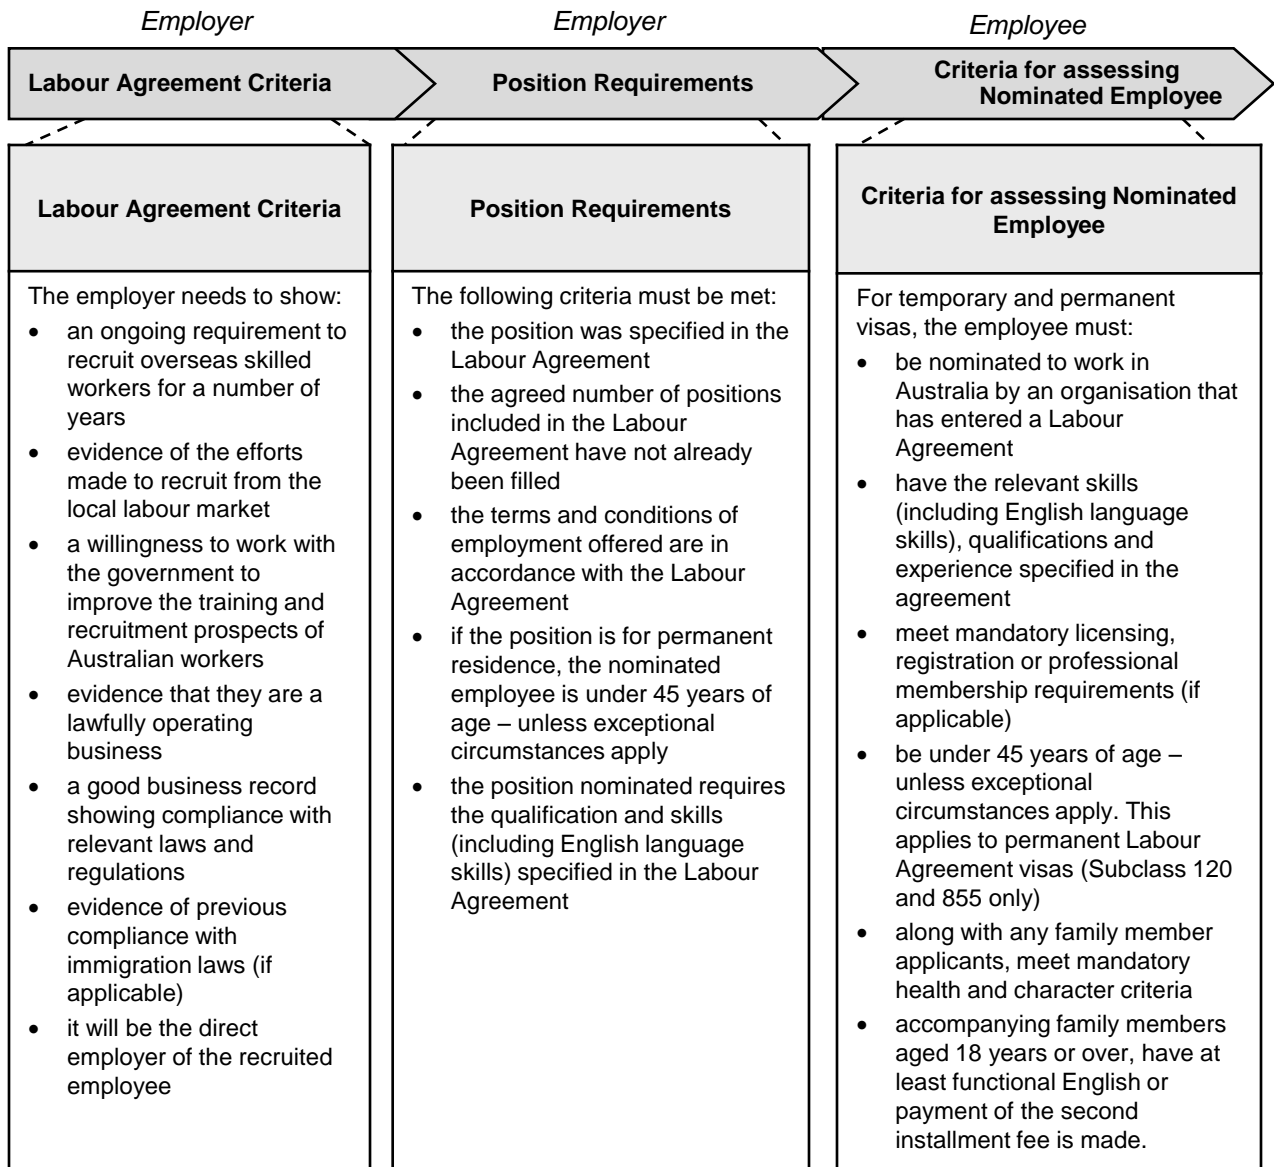 Employer
Employer
Employee
Labour Agreement Criteria
Position Requirements
Criteria for assessing
Nominated Employee
Labour Agreement Criteria
The employer needs to show:
• an ongoing requirement to
recruit overseas skilled
workers for a number of
years
• evidence of the efforts
made to recruit from the
local labour market
• a willingness to work with
the government to
improve the training and
recruitment prospects of
Australian workers
• evidence that they are a
lawfully operating
business
• a good business record
showing compliance with
relevant laws and
regulations
• evidence of previous
compliance with
immigration laws (if
applicable)
• it will be the direct
employer of the recruited
employee
Position Requirements
The following criteria must be met:
• the position was specified in the
Labour Agreement
• the agreed number of positions
included in the Labour
Agreement have not already
been filled
• the terms and conditions of
employment offered are in
accordance with the Labour
Agreement
• if the position is for permanent
residence, the nominated
employee is under 45 years of
age – unless exceptional
circumstances apply
• the position nominated requires
the qualification and skills
(including English language
skills) specified in the Labour
Agreement
Criteria for assessing Nominated
Employee
For temporary and permanent
visas, the employee must:
• be nominated to work in
Australia by an organisation that
has entered a Labour
Agreement
• have the relevant skills
(including English language
skills), qualifications and
experience specified in the
agreement
• meet mandatory licensing,
registration or professional
membership requirements (if
applicable)
• be under 45 years of age –
unless exceptional
circumstances apply. This
applies to permanent Labour
Agreement visas (Subclass 120
and 855 only)
• along with any family member
applicants, meet mandatory
health and character criteria
• accompanying family members
aged 18 years or over, have at
least functional English or
payment of the second
installment fee is made.